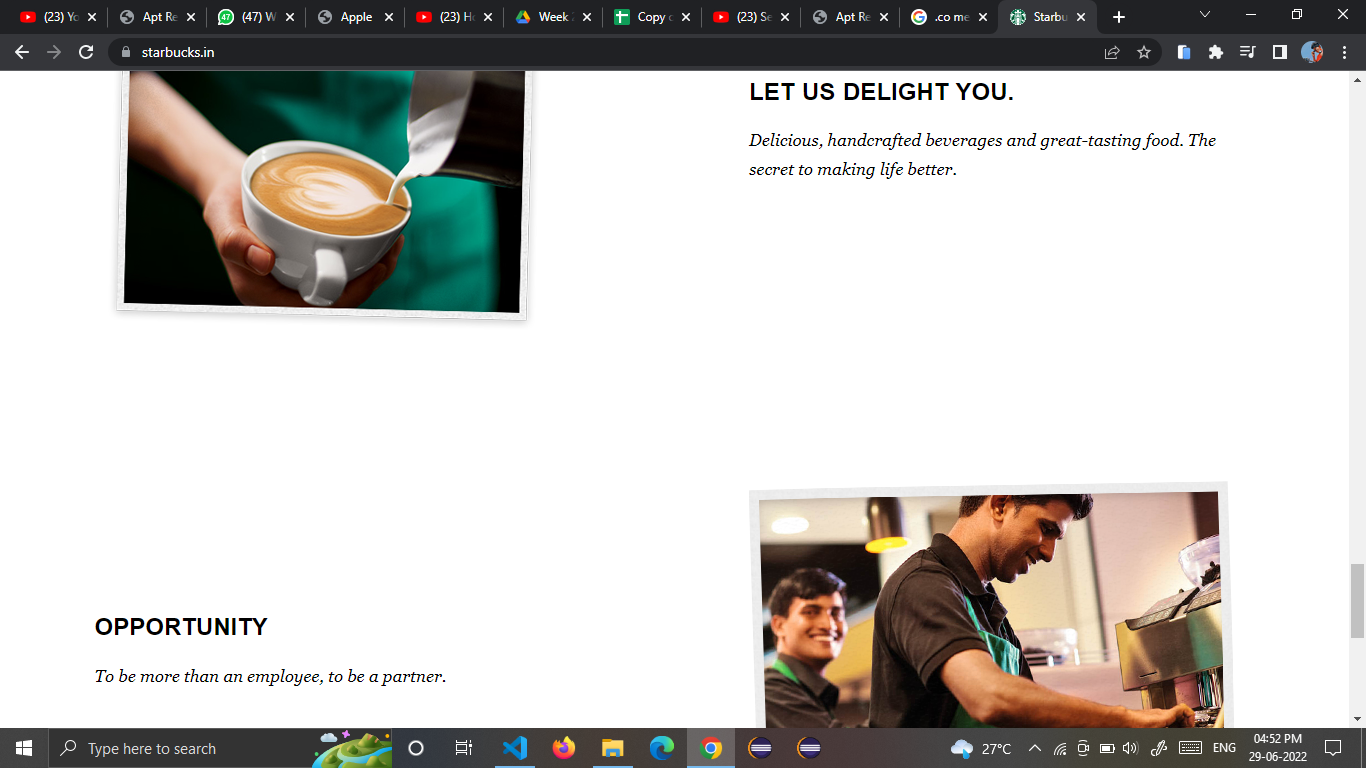 (23) Yo
Apt Re
47
(47) W
Apple
(23) H
Week
Copy c
(23) Se
Apt Re
.co me
Starbu
starbucks.in
LET US DELIGHT YOU.
Delicious, handcrafted beverages and great-tasting food. The
secret to making life better.
OPPORTUNITY
To be more than an employee, to be a partner.
Type here to search
27°C
ENG
04:52 PM
29-06-2022